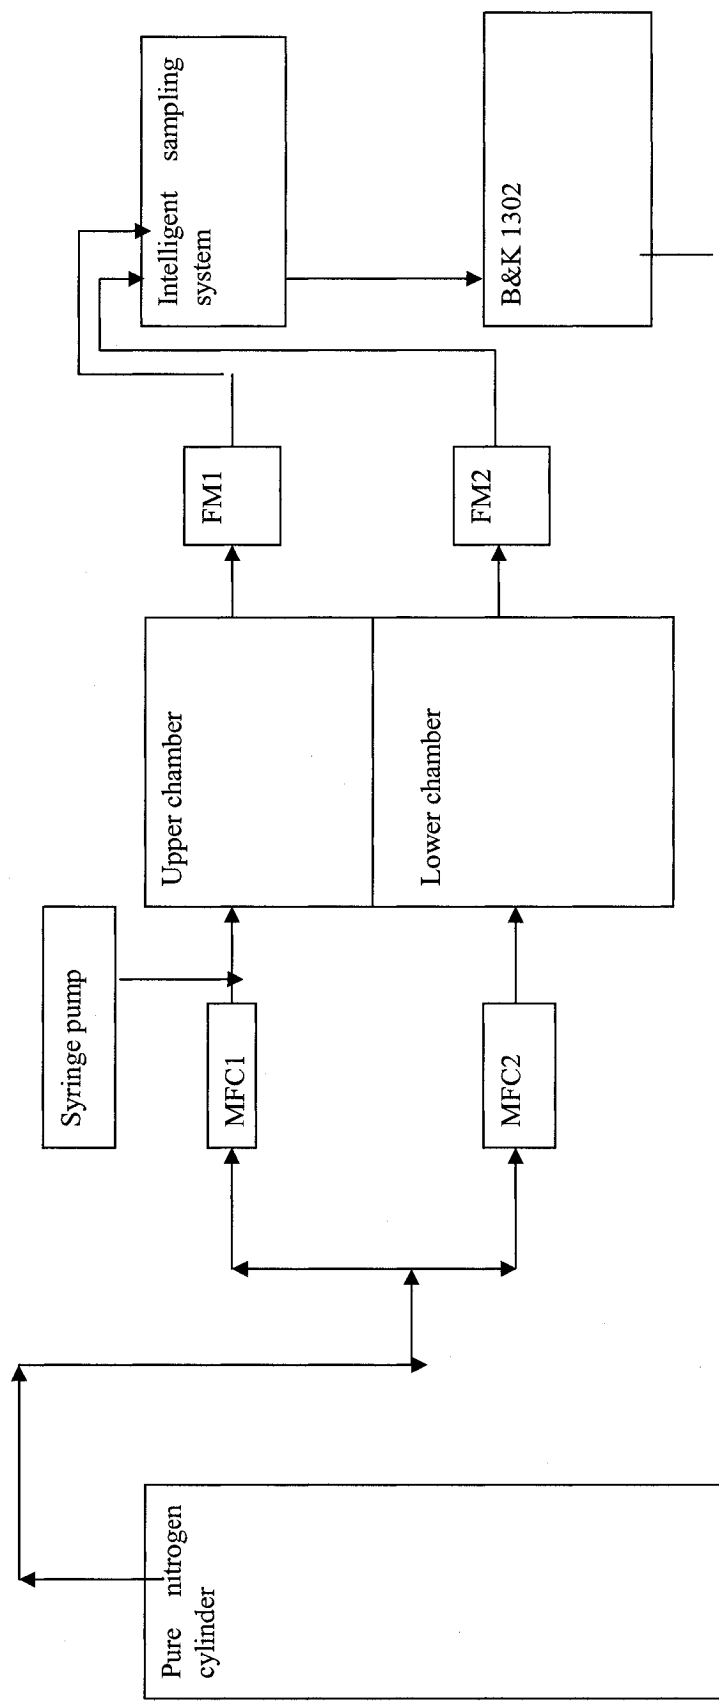 Pure nitrogen
cylinder
Syringe pump
MFC1
MFC2
Upper chamber
Lower chamber
FM1
FM2
Intelligent sampling
system
B&K 1302